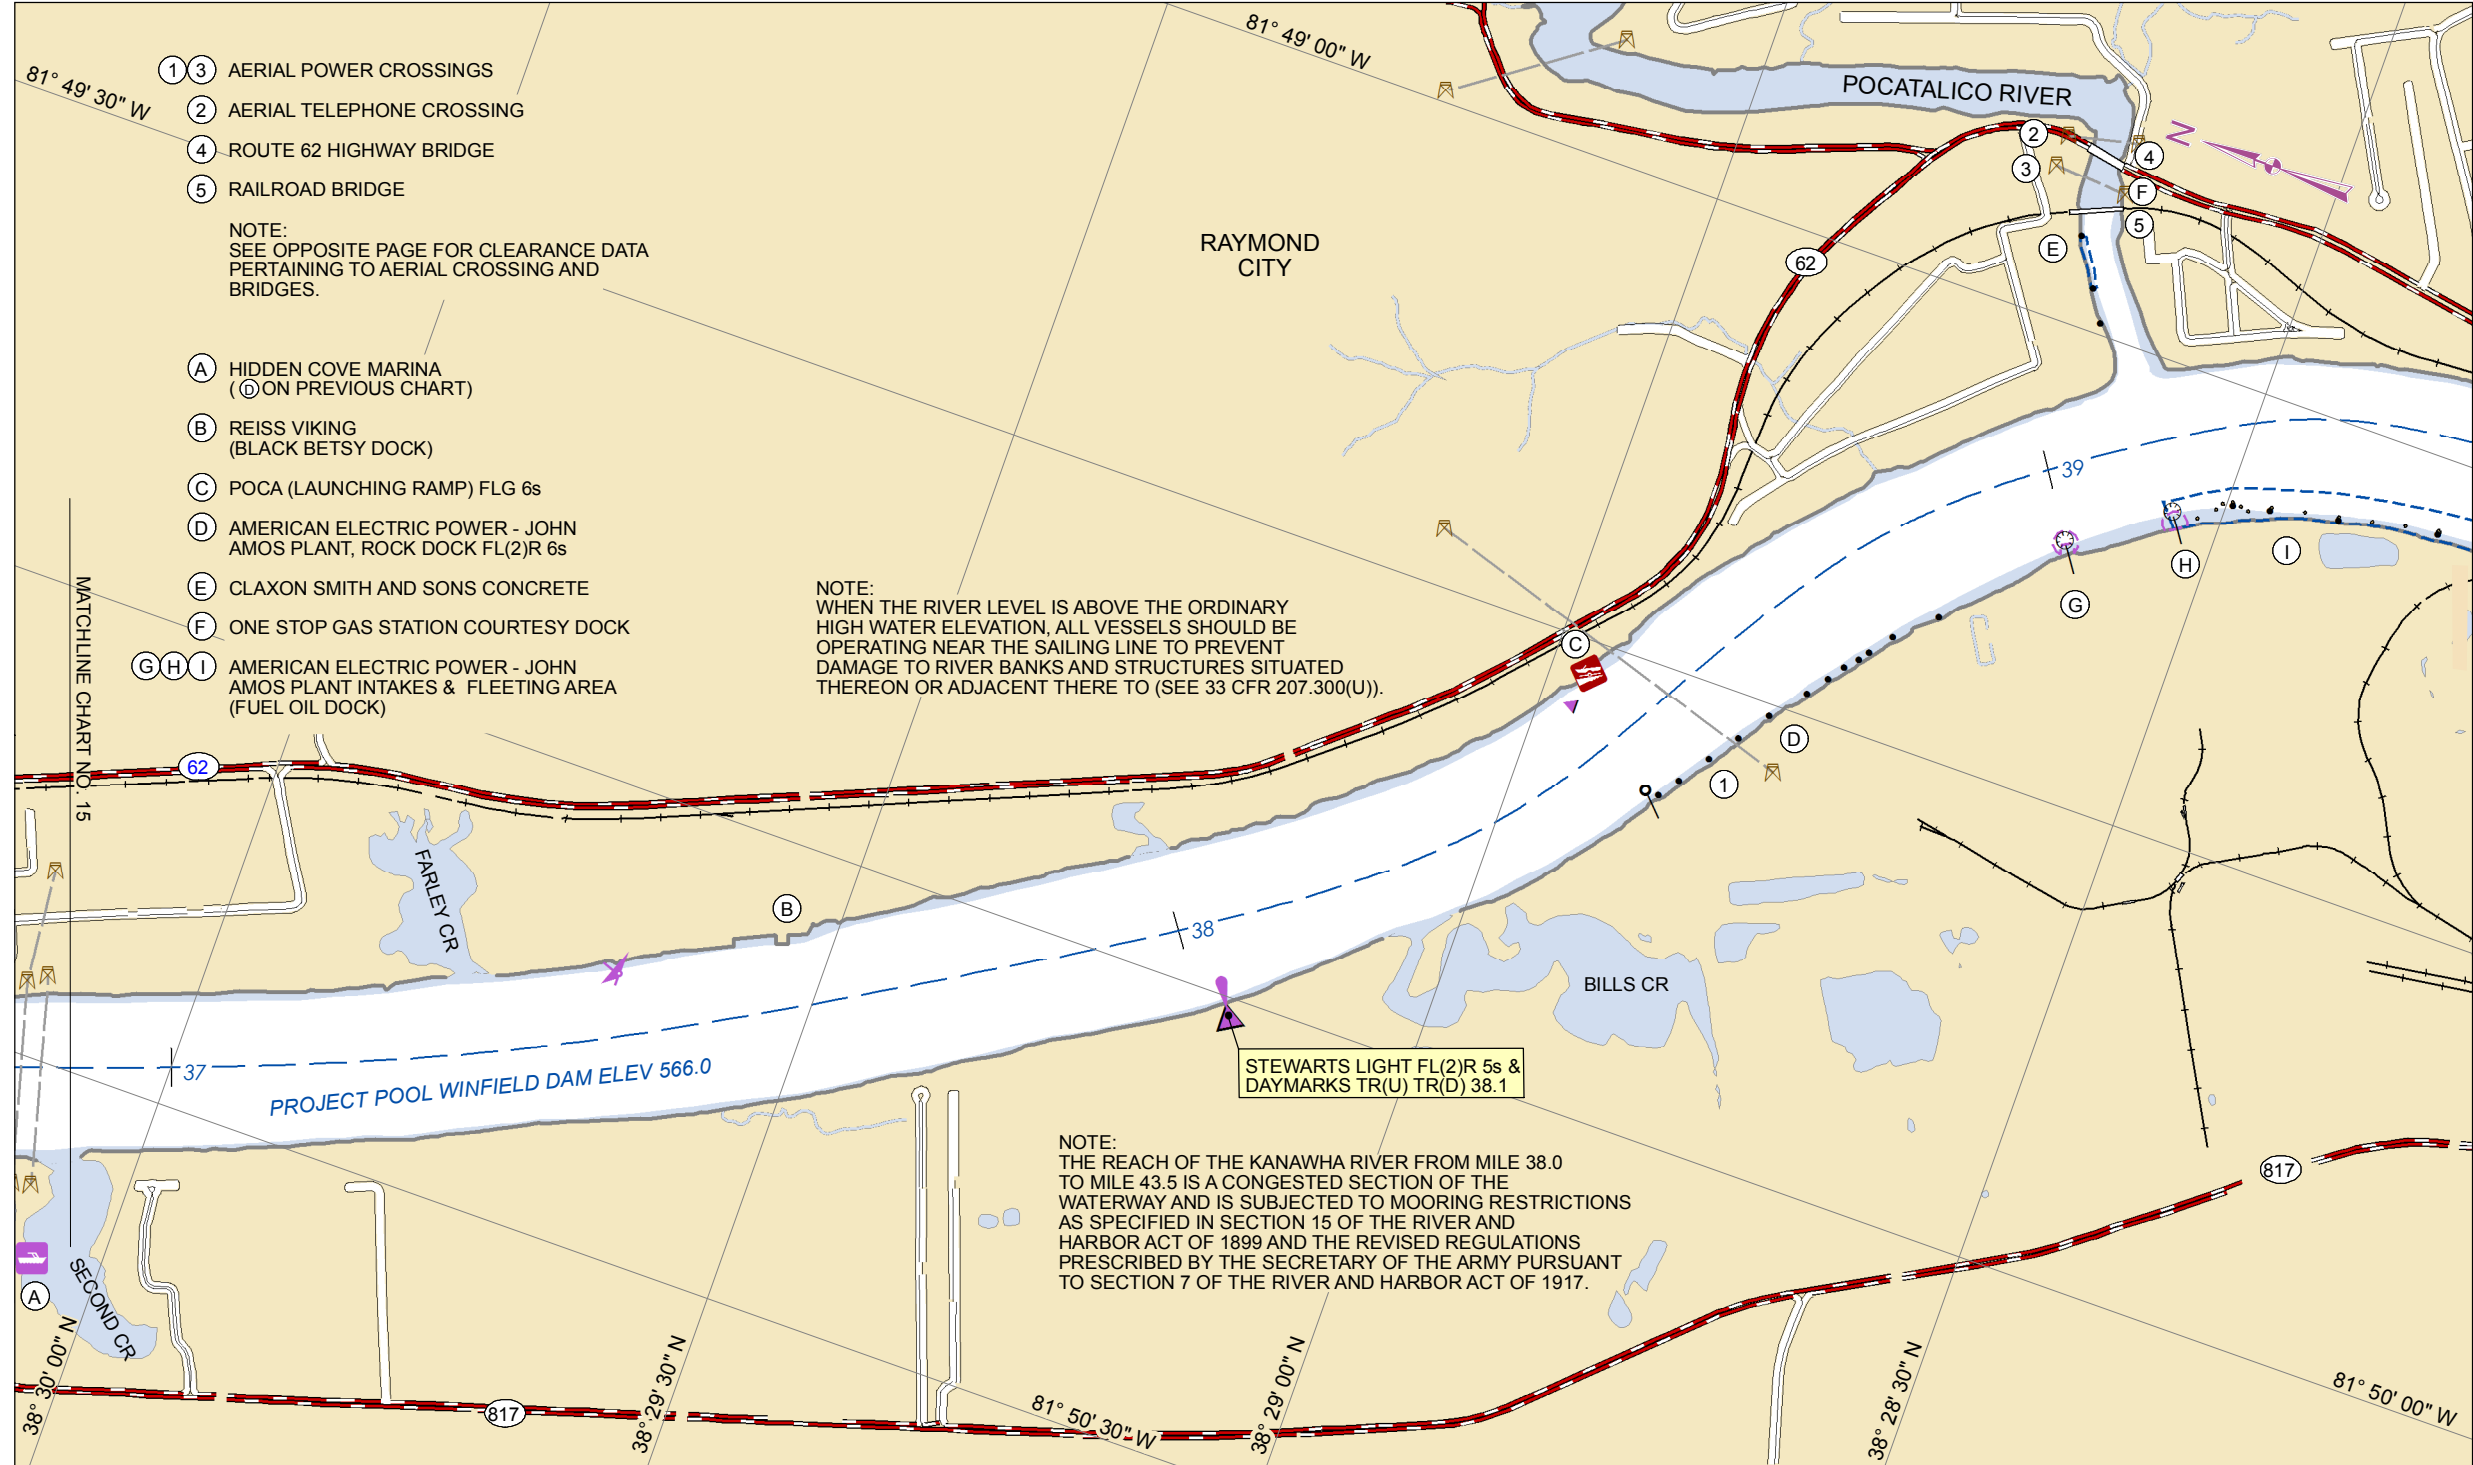 81° 49' 30" W
81° 49' 00" W
1 3 AERIAL POWER CROSSINGS
2 AERIAL TELEPHONE CROSSING
4 ROUTE 62 HIGHWAY BRIDGE
5 RAILROAD BRIDGE
NOTE:
SEE OPPOSITE PAGE FOR CLEARANCE DATA
PERTAINING TO AERIAL CROSSING AND
BRIDGES.
A HIDDEN COVE MARINA
( D ON PREVIOUS CHART)
B REISS VIKING
(BLACK BETSY DOCK)
C POCA (LAUNCHING RAMP) FLG 6s
D AMERICAN ELECTRIC POWER - JOHN
AMOS PLANT, ROCK DOCK FL(2)R 6s
E CLAXON SMITH AND SONS CONCRETE
F ONE STOP GAS STATION COURTESY DOCK
G H I AMERICAN ELECTRIC POWER - JOHN
AMOS PLANT INTAKES & FLEETING AREA
(FUEL OIL DOCK)
MATCHLINE CHART NO. 15
POCATALICO RIVER
N
2
4
3
F
5
E
RAYMOND
CITY
62
39
NOTE:
WHEN THE RIVER LEVEL IS ABOVE THE ORDINARY
HIGH WATER ELEVATION, ALL VESSELS SHOULD BE
OPERATING NEAR THE SAILING LINE TO PREVENT
DAMAGE TO RIVER BANKS AND STRUCTURES SITUATED
THEREON OR ADJACENT THERE TO (SEE 33 CFR 207.300(U)).
C
I
H
G
D
1
62
FARLEY CR
B
38
BILLS CR
37
PROJECT POOL WINFIELD DAM ELEV 566.0
STEWARTS LIGHT FL(2)R 5s &
DAYMARKS TR(U) TR(D) 38.1
NOTE:
THE REACH OF THE KANAWHA RIVER FROM MILE 38.0
TO MILE 43.5 IS A CONGESTED SECTION OF THE
WATERWAY AND IS SUBJECTED TO MOORING RESTRICTIONS
AS SPECIFIED IN SECTION 15 OF THE RIVER AND
HARBOR ACT OF 1899 AND THE REVISED REGULATIONS
PRESCRIBED BY THE SECRETARY OF THE ARMY PURSUANT
TO SECTION 7 OF THE RIVER AND HARBOR ACT OF 1917.
817
A
SECOND CR
817
38° 30' 00" N
38° 29' 30" N
81° 50' 30" W
38° 29' 00" N
38° 28' 30" N
81° 50' 00" W